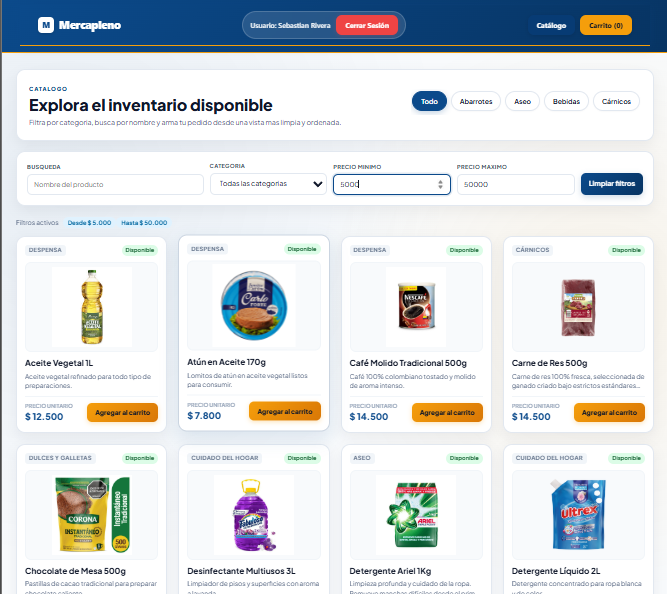 M Mercapleno
Usuario: Sebastian Rivera
Cerrar Sesión
Catálogo
Carrito (0)
CATALOGO
Explora el inventario disponible
Filtra por categoria, busca por nombre y arma tu pedido desde una vista mas limpia y ordenada.
Todo
Abarrotes
Aseo
Bebidas
Cárnicos
BUSQUEDA
CATEGORIA
PRECIO MINIMO
PRECIO MAXIMO
Nombre del producto
Todas las categorias
5000
50000
Limpiar filtros
Filtros activos
Desde $ 5.000
Hasta $ 50.000
DESPENSA
Disponible
Aceite Vegetal 1L
Aceite vegetal refinado para todo tipo de
preparaciones.
PRECIO UNITARIO
$ 12.500
Agregar al carrito
DESPENSA
Disponible
Atún en Aceite 170g
Lomitos de atún en aceite vegetal listos
para consumir.
PRECIO UNITARIO
$ 7.800
Agregar al carrito
DESPENSA
Disponible
NESCAFÉ
Café Molido Tradicional 500g
Café 100% colombiano tostado y molido
de aroma intenso.
PRECIO UNITARIO
$ 14.500
Agregar al carrito
CÁRNICOS
Disponible
Carne de Res 500g
Carne de res 100% fresca, seleccionada de
ganado criado bajo estrictos estándares...
PRECIO UNITARIO
$ 14.500
Agregar al carrito
DULCES Y GALLETAS
Disponible
CORONA
INSTANTÁNEO
Instantáneo
Tradicional
500
Chocolate de Mesa 500g
Pastillas de cacao tradicional para preparar
chocolate caliente.
CUIDADO DEL HOGAR
Disponible
Fabuloso
Desinfectante Multiusos 3L
Limpiador de pisos y superficies con aroma
a lavanda.
ASEO
Disponible
ARIEL
Detergente Ariel 1Kg
Limpieza profunda y cuidado de la ropa.
CUIDADO DEL HOGAR
Disponible
ultrex
Detergente Líquido 2L
Detergente concentrado para ropa blanca
y de color.